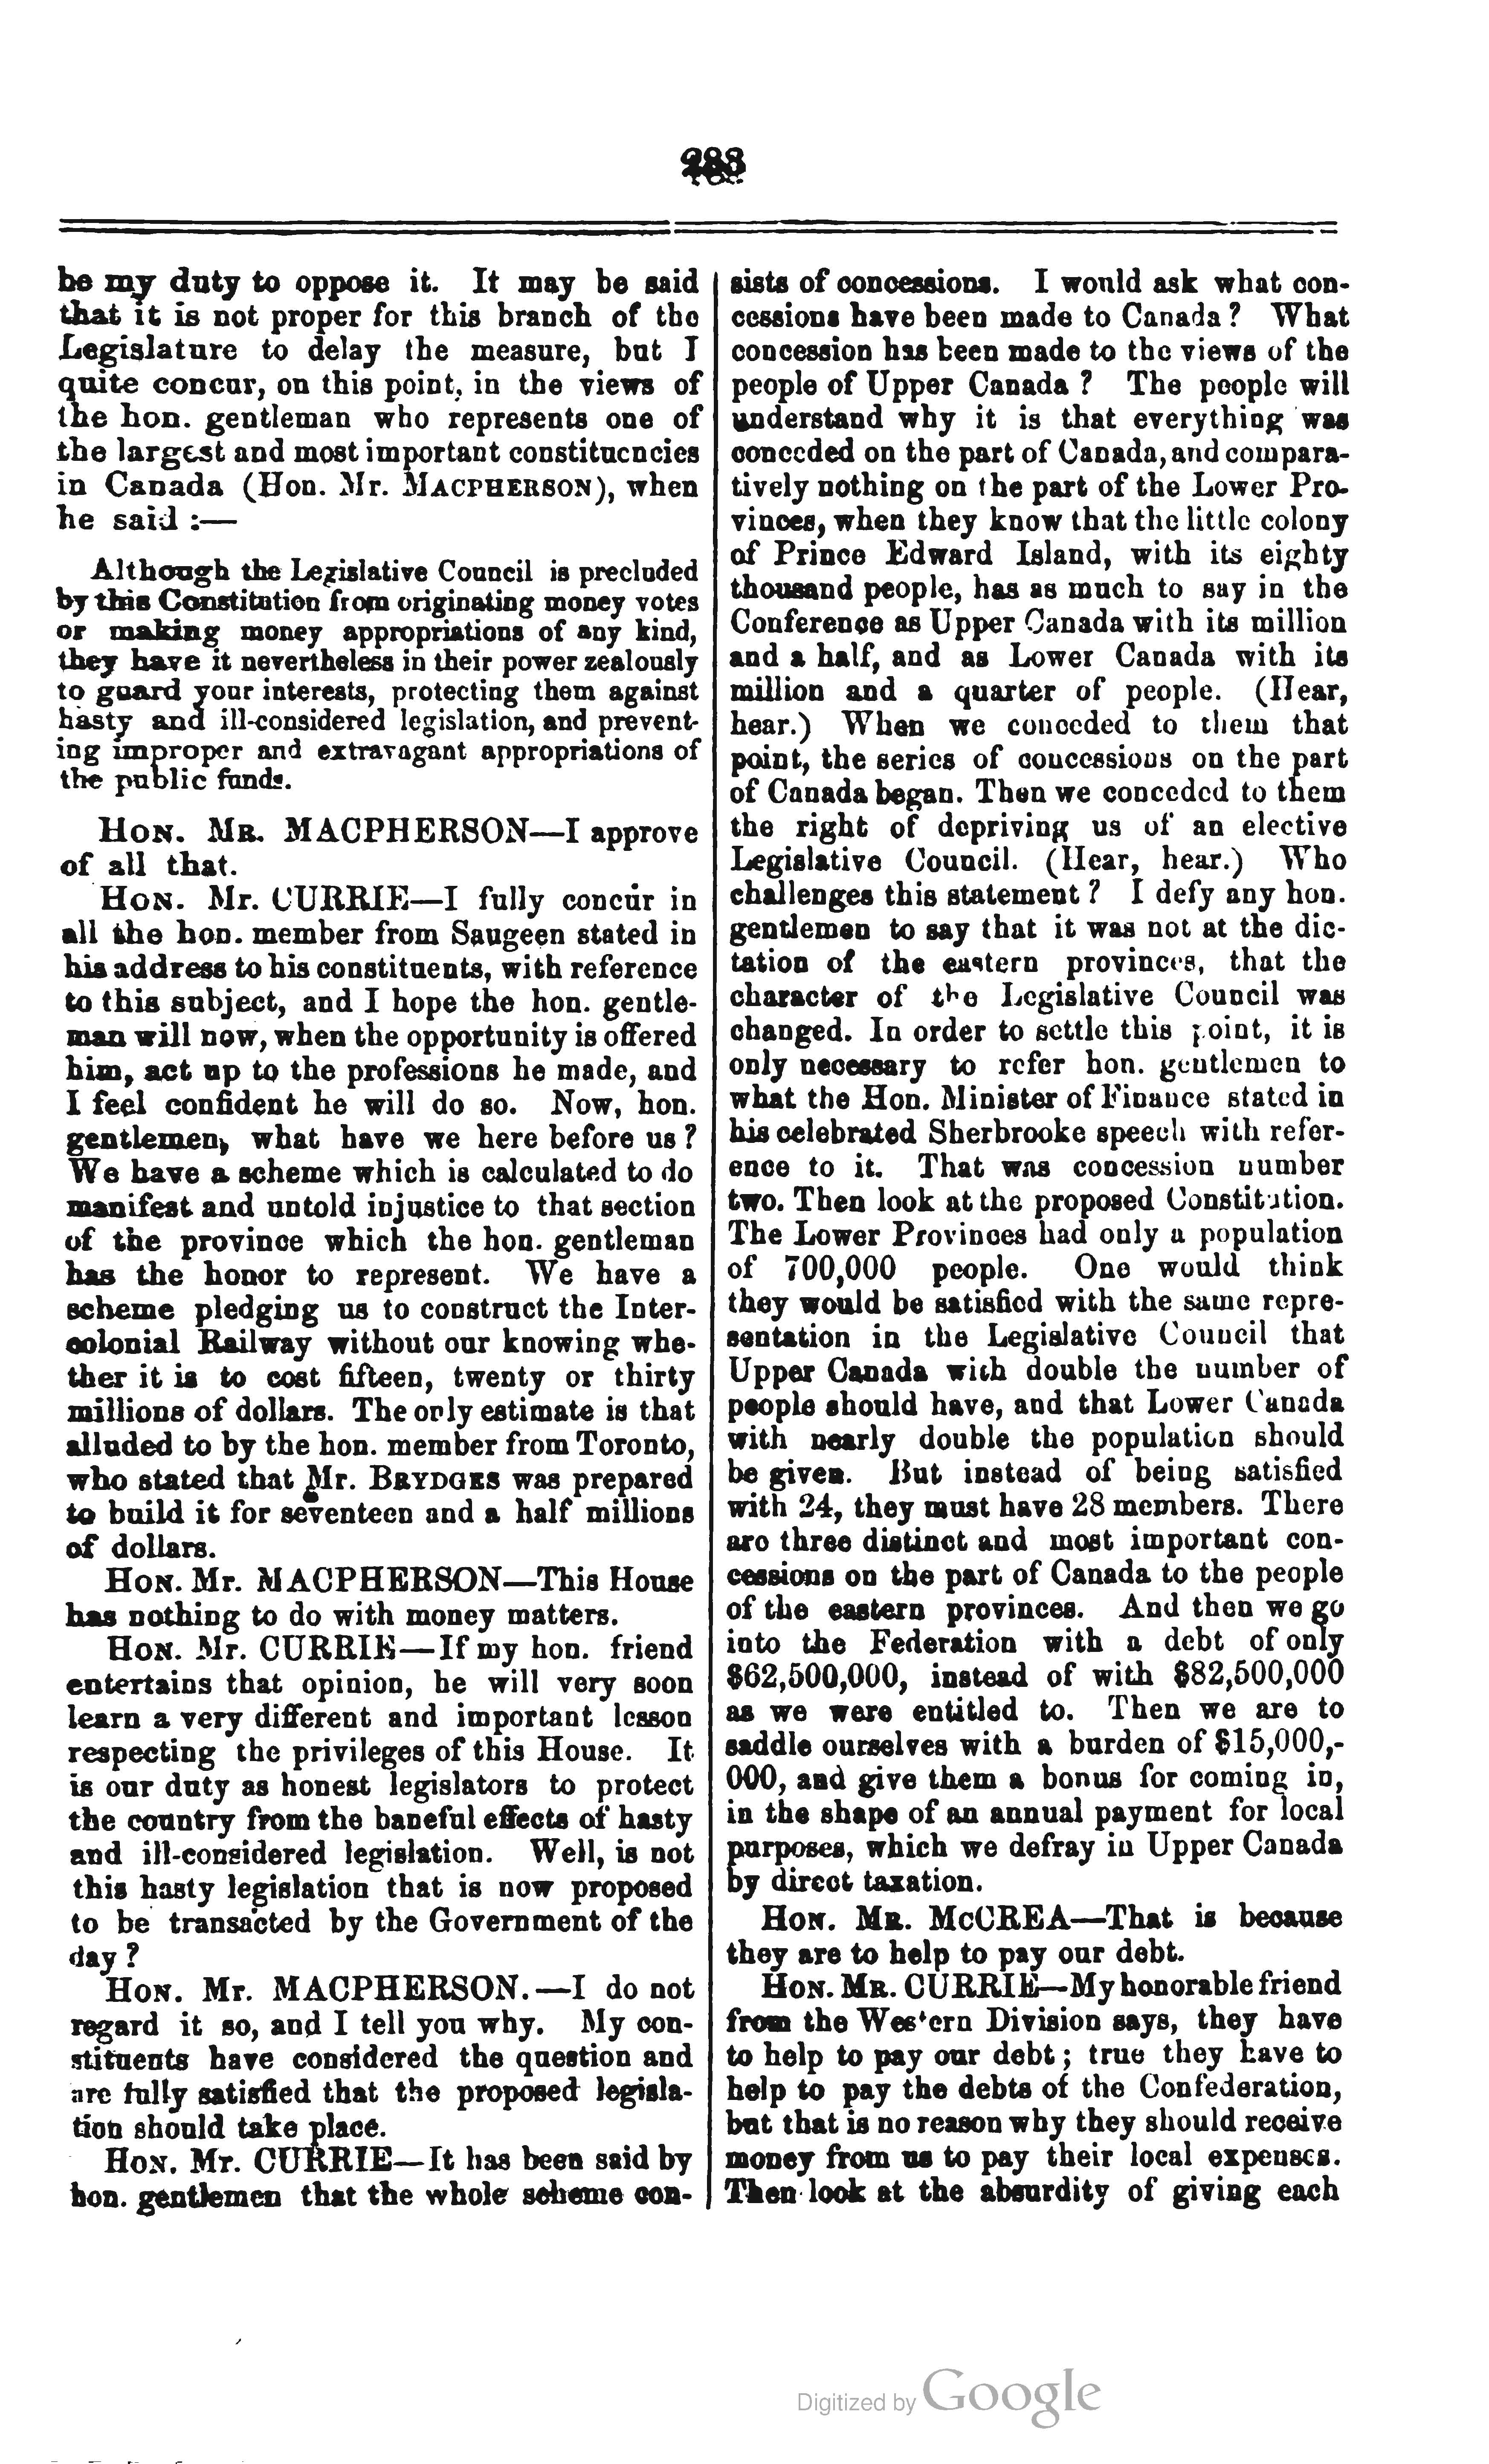 283
be my duty to oppose it. It may be said
that it is not proper for this branch of the
Legislature to delay the measure, but I
quite concur, on this point, in the views of
the hon. gentleman who represents one of
the largest and most important constituencies
in Canada (Hon. Mr. MACPHERSON), when
he said :—
Although the Legislative Council is precluded
by this Constitution from originating money votes
or making money appropriations of any kind,
they have it nevertheless in their power zealously
to guard your interests, protecting them against
hasty and ill-considered legislation, and prevent-
ing improper and extravagant appropriations of
the public funds.
HON. MR. MACPHERSON—I approve
of all that.
HON. Mr. CURRIE—I fully concur in
all the hon. member from Saugeen stated in
his address to his constituents, with reference
to this subject, and I hope the hon. gentle-
man will now, when the opportunity is offered
him, act up to the professions he made, and
I feel confident he will do so. Now, hon.
gentlemen, what have we here before us ?
We have a scheme which is calculated to do
manifest and untold injustice to that section
of the province which the hon. gentleman
has the honor to represent. We have a
scheme pledging us to construct the Inter-
colonial Railway without our knowing whe-
ther it is to cost fifteen, twenty or thirty
millions of dollars. The only estimate is that
alluded to by the hon. member from Toronto,
who stated that Mr. BRYDGES was prepared
to build it for seventeen and a half millions
of dollars.
HON. Mr. MACPHERSON—This House
has nothing to do with money matters.
HON. Mr. CURRIE—If my hon. friend
entertains that opinion, he will very soon
learn a very different and important lesson
respecting the privileges of this House. It
is our duty as honest legislators to protect
the country from the baneful effects of hasty
and ill-considered legislation. Well, is not
this hasty legislation that is now proposed
to be transacted by the Government of the
day ?
HON. Mr. MACPHERSON.—I do not
regard it so, and I tell you why. My con-
stituents have considered the question and
are fully satisfied that the proposed legisla-
tion should take place.
HON. Mr. CURRIE—It has been said by
hon. gentlemen that the whole scheme con-
sists of concessions. I would ask what con-
cessions have been made to Canada ? What
concession has been made to the views of the
people of Upper Canada ? The people will
understand why it is that everything was
conceded on the part of Canada, and compara-
tively nothing on the part of the Lower Pro-
vinces, when they know that the little colony
of Prince Edward Island, with its eighty
thousand people, has as much to say in the
Conference as Upper Canada with its million
and a half, and as Lower Canada with its
million and a quarter of people. (Hear,
hear.) When we conceded to them that
point, the series of concessions on the part
of Canada began. Then we conceded to them
the right of depriving us of an elective
Legislative Council. (Hear, hear.) Who
challenges this statement ? I defy any hon.
gentlemen to say that it was not at the dic-
tation of the eastern provinces, that the
character of the Legislative Council was
changed. In order to settle this point, it is
only necessary to refer hon. gentlemen to
what the Hon. Minister of Finance stated in
his celebrated Sherbrooke speech with refer-
ence to it. That was concession number
two. Then look at the proposed Constitution.
The Lower Provinces had only a population
of 700,000 people. One would think
they would be satisfied with the same repre-
sentation in the Legislative Council that
Upper Canada with double the number of
people should have, and that Lower Canada
with nearly double the population should
be given. But instead of being satisfied
with 24, they must have 28 members. There
are three distinct and most important con-
cessions on the part of Canada to the people
of the eastern provinces. And then we go
into the Federation with a debt of only
$62,500,000, instead of with $82,500,000
as we were entitled to. Then we are to
saddle ourselves with a burden of $15,000,-
000, and give them a bonus for coming in,
in the shape of an annual payment for local
purposes, which we defray in Upper Canada
by direct taxation.
HON. MR. McCREA—That is because
they are to help to pay our debt.
HON. MR. CURRIE—My honorable friend
from the Western Division says, they have
to help to pay our debt ; true they have to
help to pay the debts of the Confederation,
but that is no reason why they should receive
money from us to pay their local expenses.
Then look at the absurdity of giving each
Digitized by Google